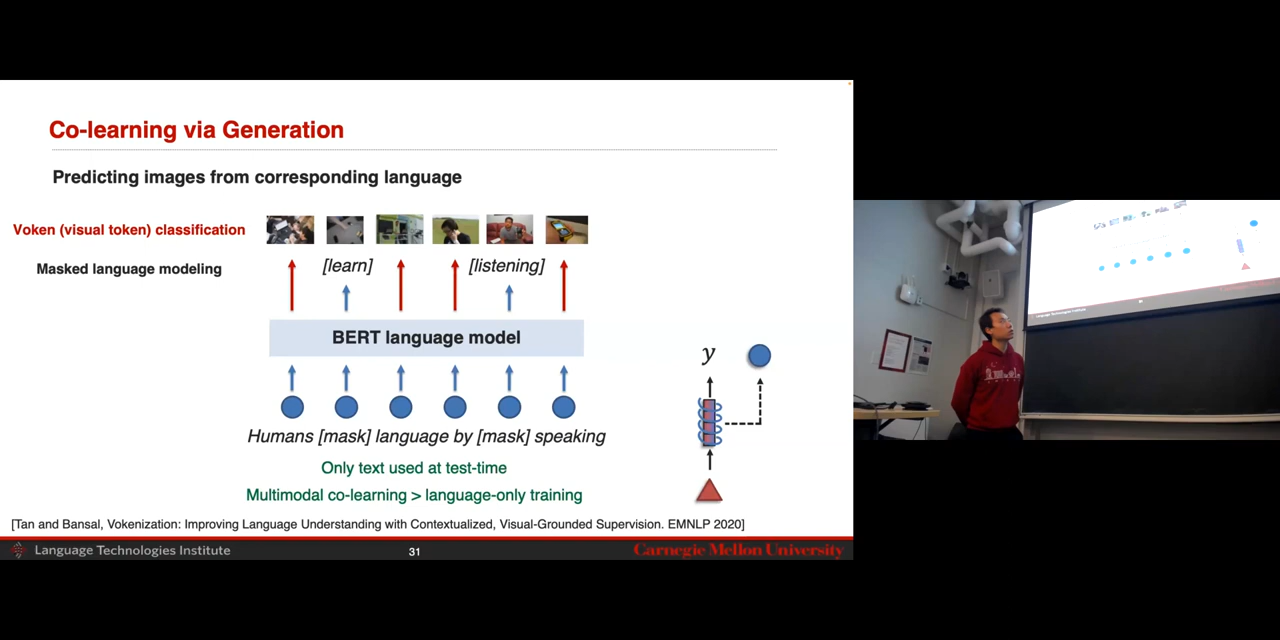 Co-learning via Generation
Predicting images from corresponding language
Voken (visual token) classification
Masked language modeling
[learn]
[listening]
BERT language model
Humans [mask] language by [mask] speaking
Only text used at test-time
Multimodal co-learning > language-only training
y
[Tan and Bansal, Vokenization: Improving Language Understanding with Contextualized, Visual-Grounded Supervision. EMNLP 2020]
Language Technologies Institute
31
Carnegie Mellon University
Language Technologies Institute